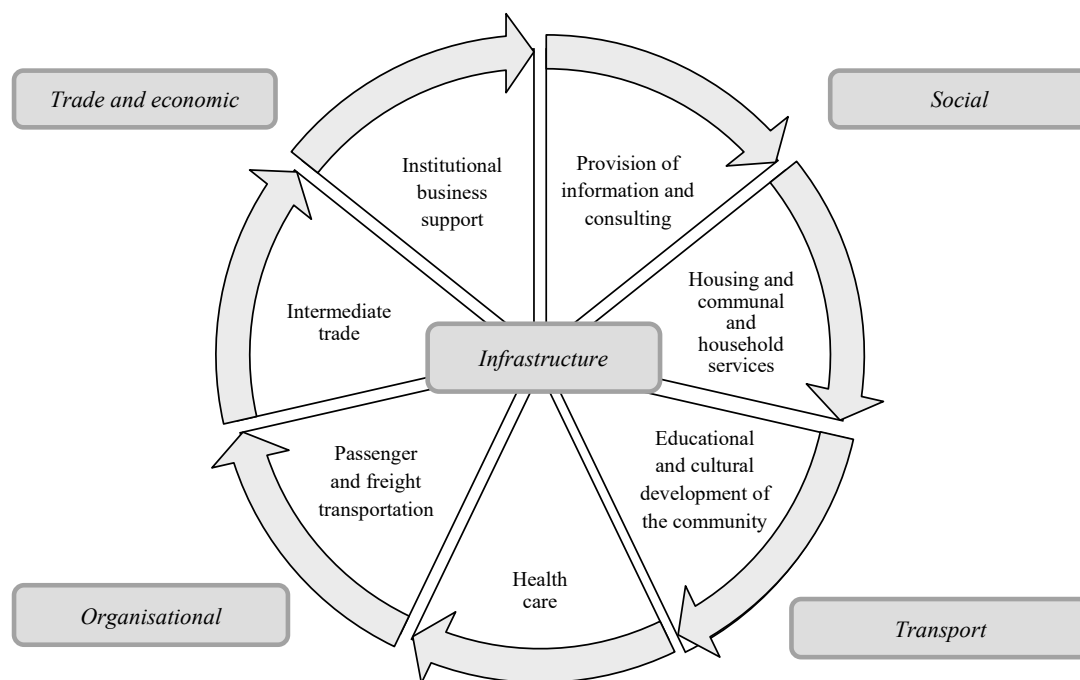 Trade and economic
Social
Institutional
business
support
Provision of
information and
consulting
Intermediate
trade
Housing and
communal
and
household
services
Infrastructure
Passenger
and freight
transportation
Educational
and cultural
development of
the community
Health
care
Organisational
Transport